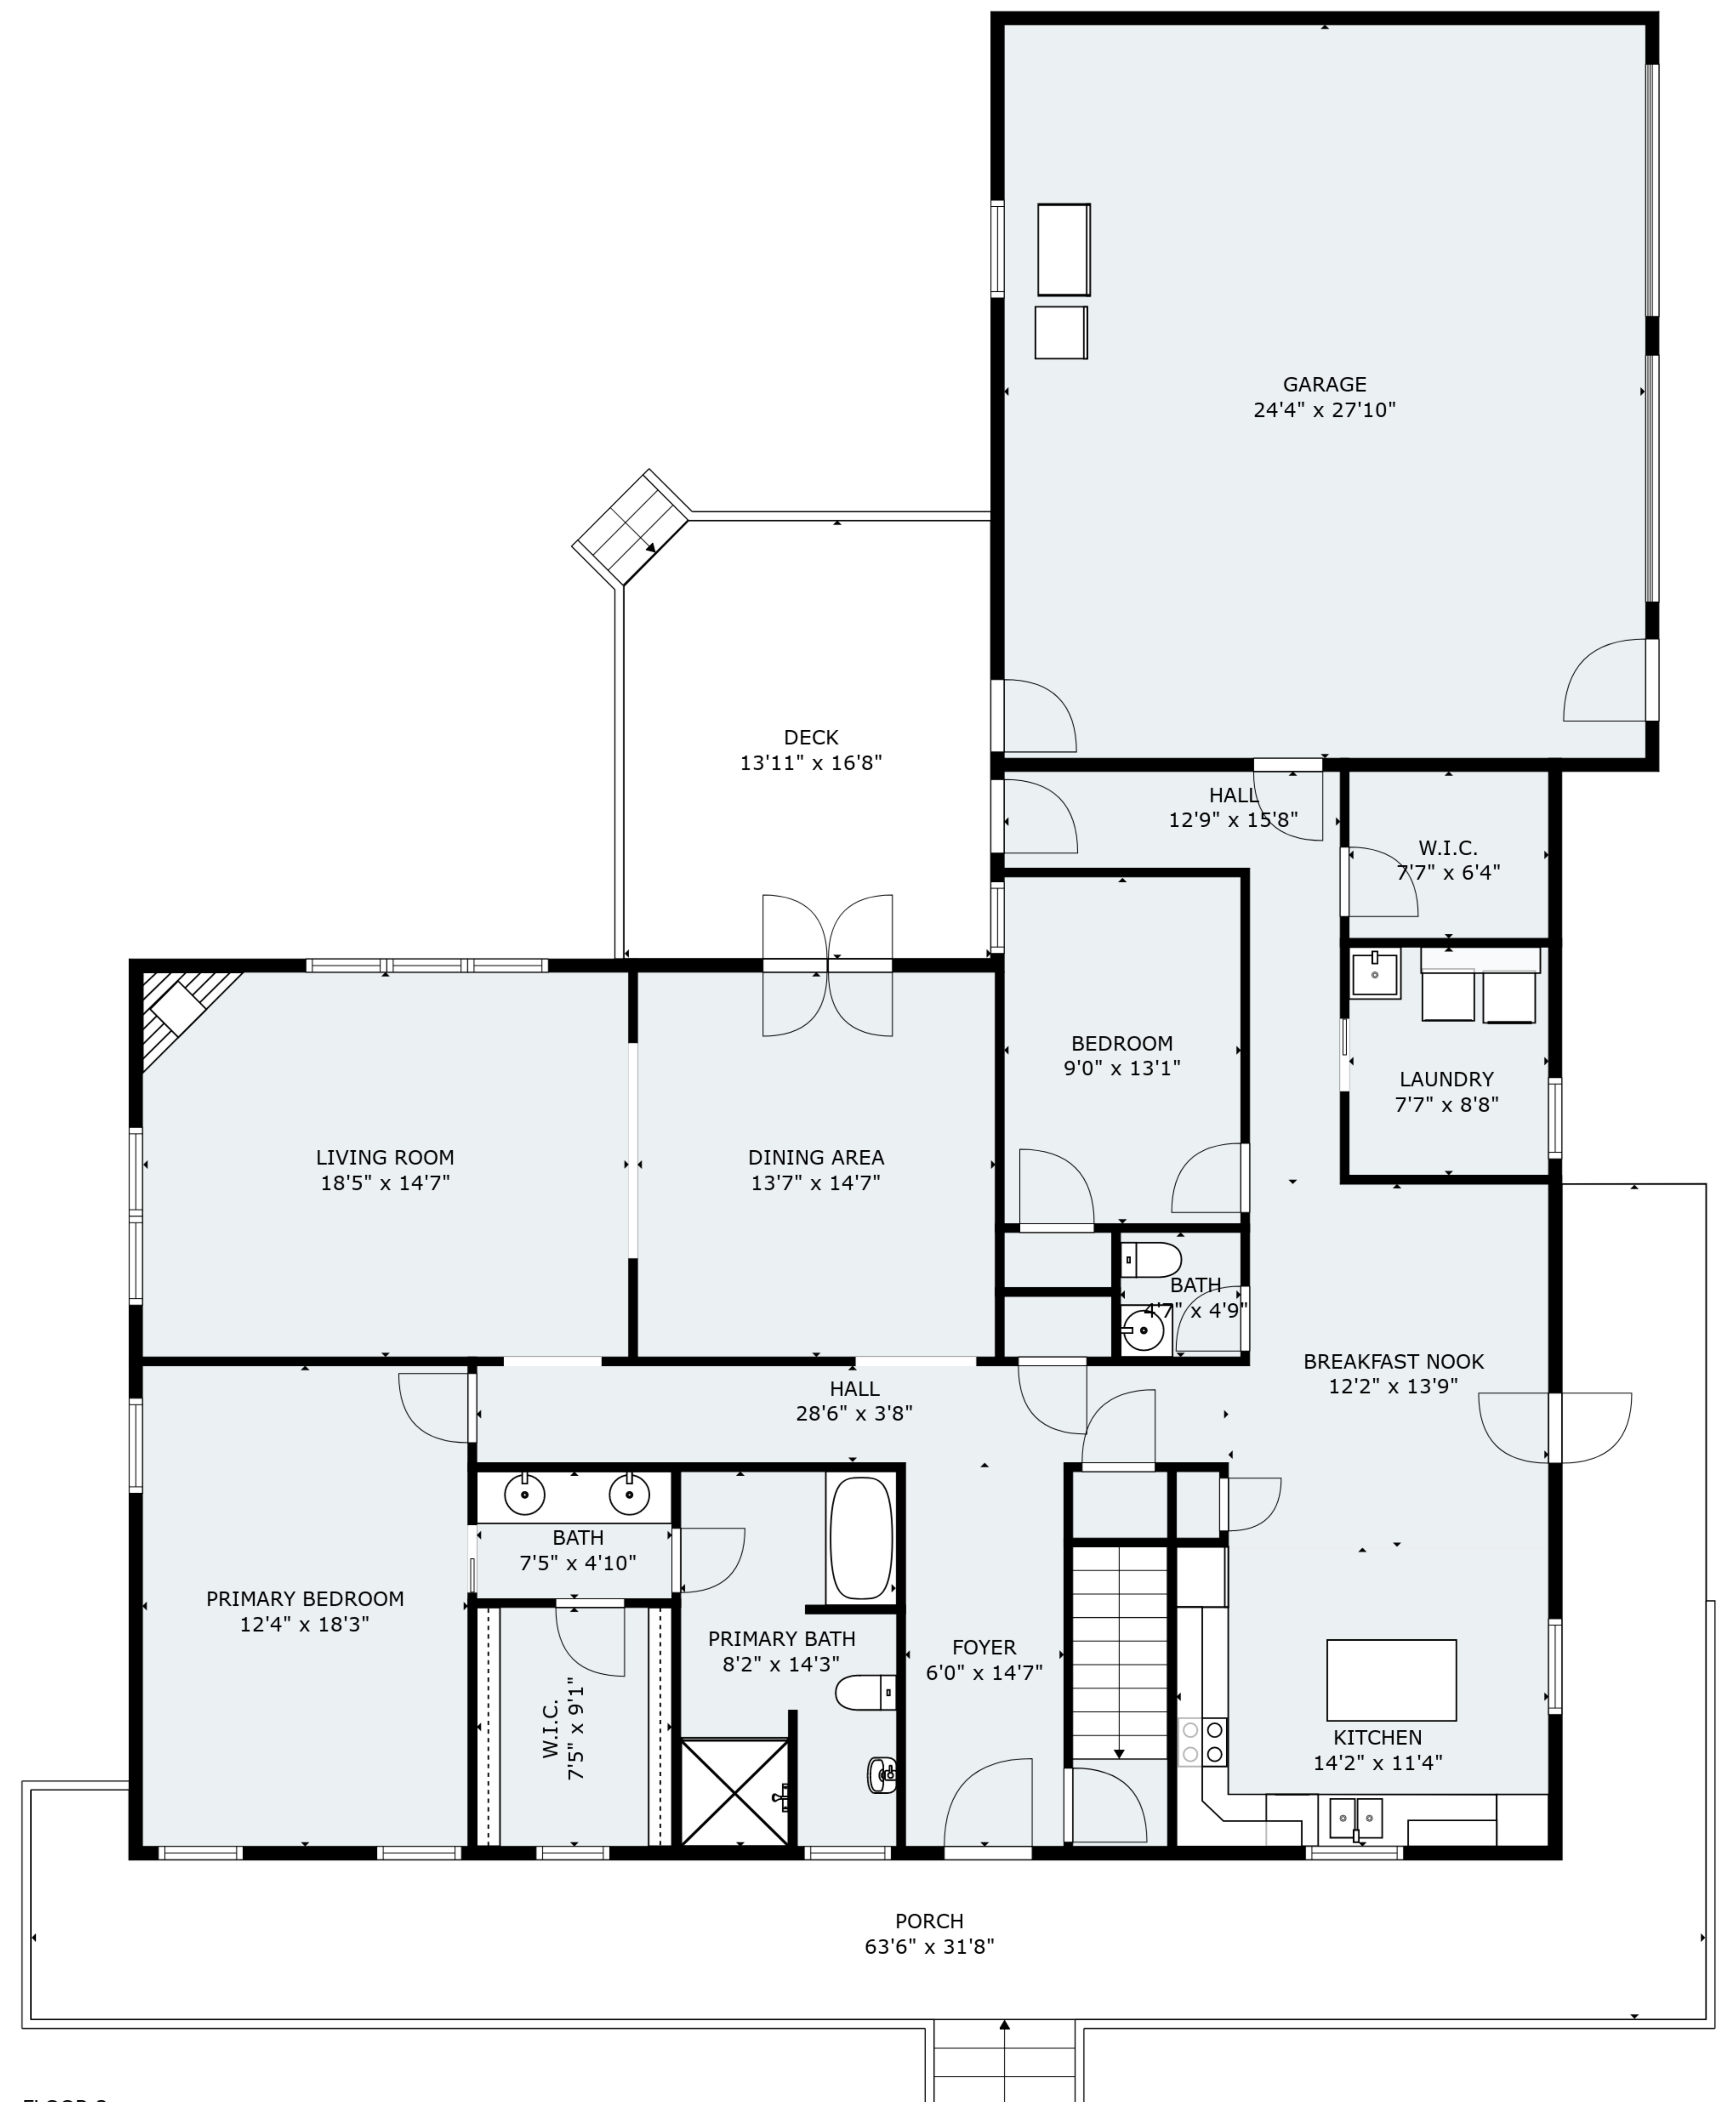 GARAGE
24'4" x 27'10"
DECK
13'11" x 16'8"
HALL
12'9" x 15'8"
W.I.C.
7'7" x 6'4"
BEDROOM
9'0" x 13'1"
LAUNDRY
7'7" x 8'8"
LIVING ROOM
18'5" x 14'7"
DINING AREA
13'7" x 14'7"
BATH
4'7" x 4'9"
BREAKFAST NOOK
12'2" x 13'9"
HALL
28'6" x 3'8"
BATH
7'5" x 4'10"
PRIMARY BEDROOM
12'4" x 18'3"
PRIMARY BATH
8'2" x 14'3"
FOYER
6'0" x 14'7"
W.I.C.
7'5" x 9'1"
KITCHEN
14'2" x 11'4"
PORCH
63'6" x 31'8"